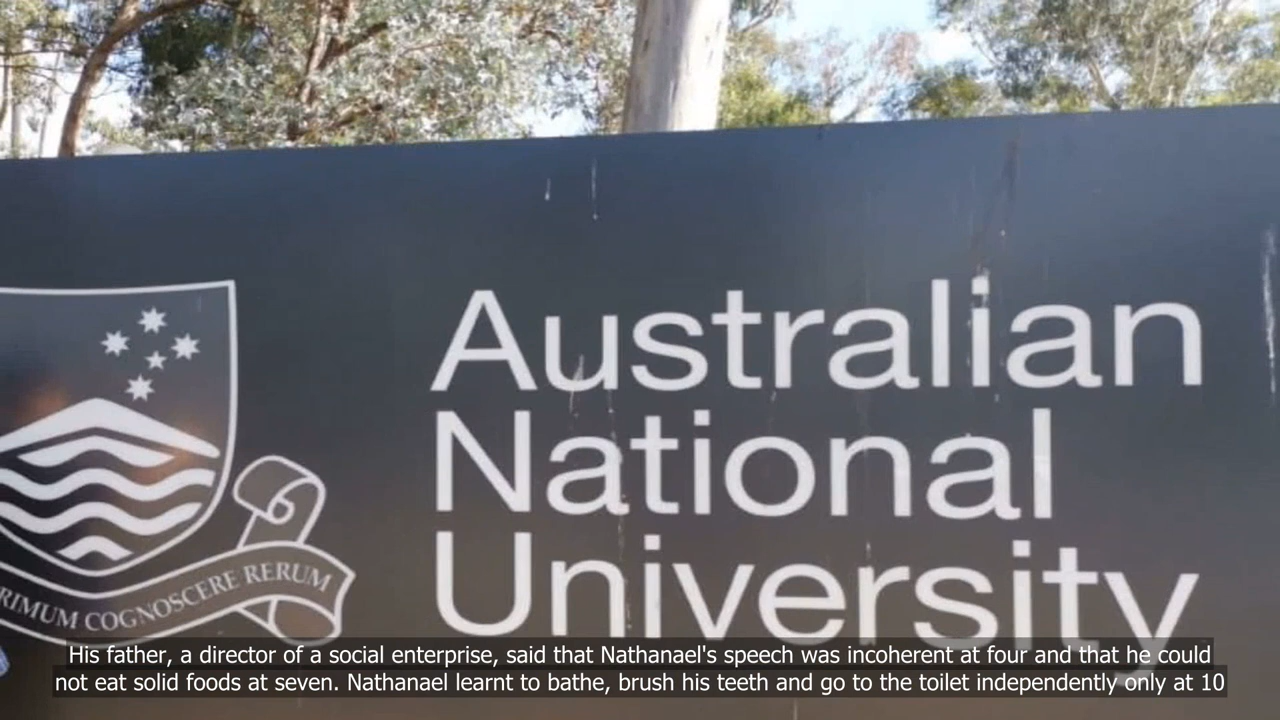 Australian
National
University
RIMUM COGNOSCERE RERUM
His father, a director of a social enterprise, said that Nathanael's speech was incoherent at four and that he could
not eat solid foods at seven. Nathanael learnt to bathe, brush his teeth and go to the toilet independently only at 10